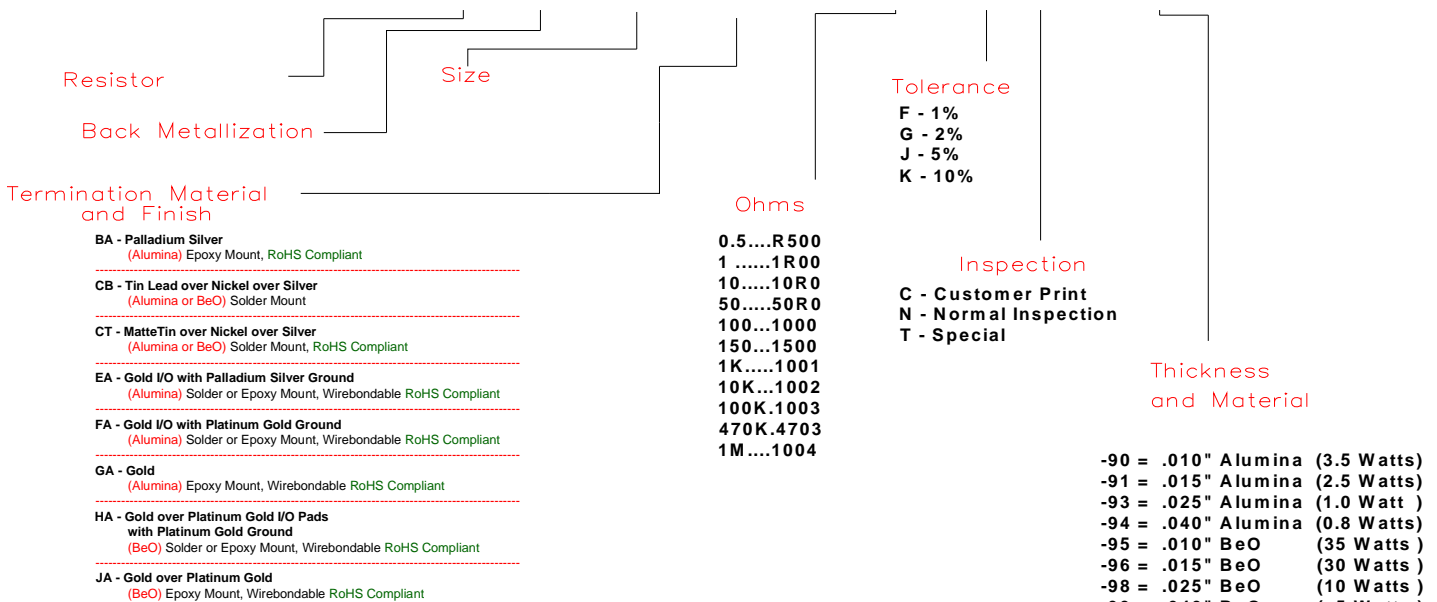 Resistor
Back Metallization
Size
Termination Material
and Finish
BA - Palladium Silver
(Alumina) Epoxy Mount, RoHS Compliant
CB - Tin Lead over Nickel over Silver
(Alumina or BeO) Solder Mount
CT - MatteTin over Nickel over Silver
(Alumina or BeO) Solder Mount, RoHS Compliant
EA - Gold I/O with Palladium Silver Ground
(Alumina) Solder or Epoxy Mount, Wirebondable RoHS Compliant
FA - Gold I/O with Platinum Gold Ground
(Alumina) Solder or Epoxy Mount, Wirebondable RoHS Compliant
GA - Gold
(Alumina) Epoxy Mount, Wirebondable RoHS Compliant
HA - Gold over Platinum Gold I/O Pads
with Platinum Gold Ground
(BeO) Solder or Epoxy Mount, Wirebondable RoHS Compliant
JA - Gold over Platinum Gold
(BeO) Epoxy Mount, Wirebondable RoHS Compliant
Ohms
0.5....R500
1 ......1R00
10.....10R0
50.....50R0
100...1000
150...1500
1K.....1001
10K...1002
100K.1003
470K.4703
1M....1004
Tolerance
F - 1%
G - 2%
J - 5%
K - 10%
Inspection
C - Customer Print
N - Normal Inspection
T - Special
Thickness
and Material
-90 = .010" Alumina (3.5 Watts)
-91 = .015" Alumina (2.5 Watts)
-93 = .025" Alumina (1.0 Watt )
-94 = .040" Alumina (0.8 Watts)
-95 = .010" BeO (35 Watts )
-96 = .015" BeO (30 Watts )
-98 = .025" BeO (10 Watts )